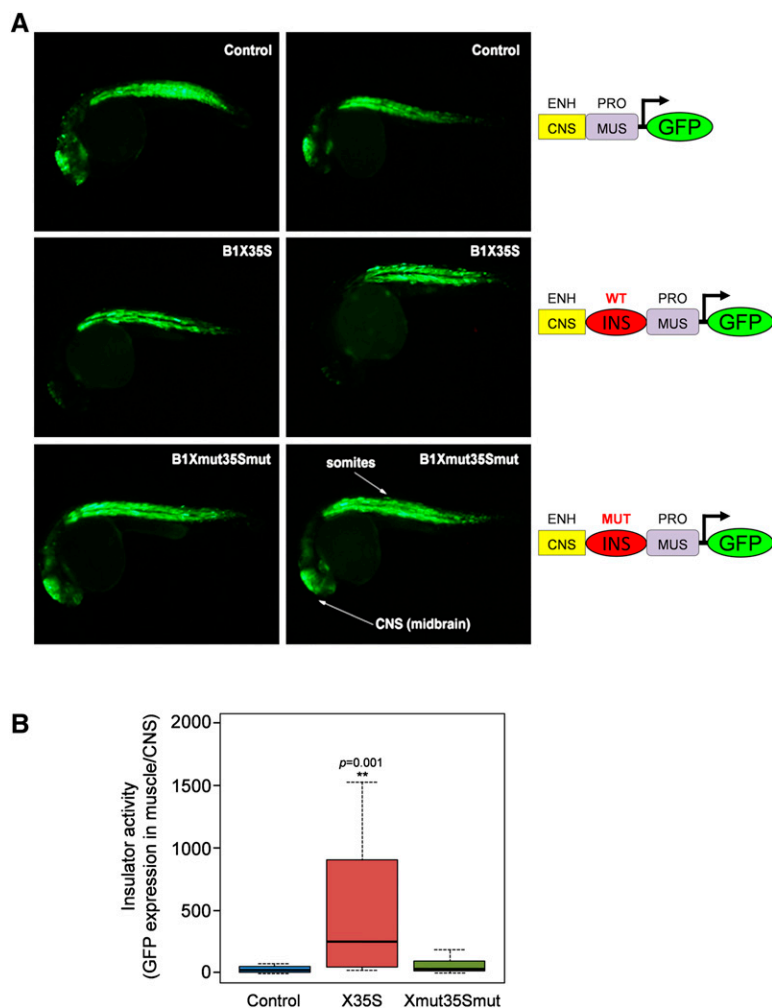 A
Control
Control
ENH PRO
CNS MUS GFP
B1X35S
B1X35S
ENH WT PRO
CNS INS MUS GFP
B1Xmut35Smut
B1Xmut35Smut
somites
CNS (midbrain)
ENH MUT PRO
CNS INS MUS GFP
B
Insulator activity
(GFP expression in muscle/CNS)
2000
1500
1000
500
0
p=0.001
**
Control X35S Xmut35Smut